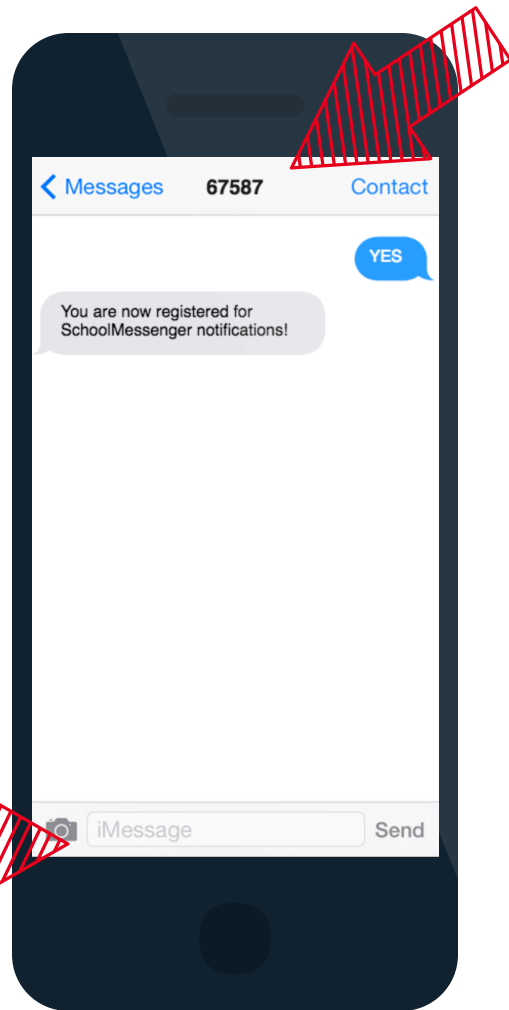 Messages 67587 Contact
YES
You are now registered for
SchoolMessenger notifications!
iMessage Send